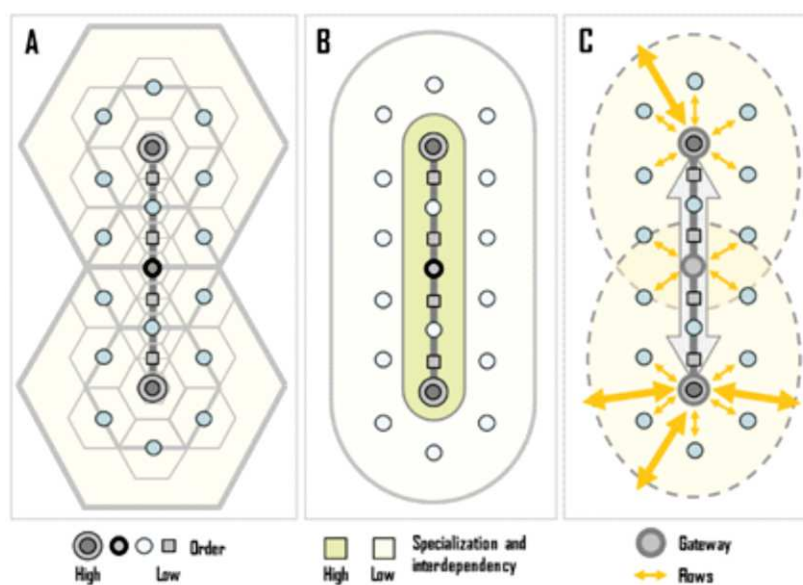 A
B
C
Order
High
Low
Specialization and
interdependency
High
Low
Gateway
Flows